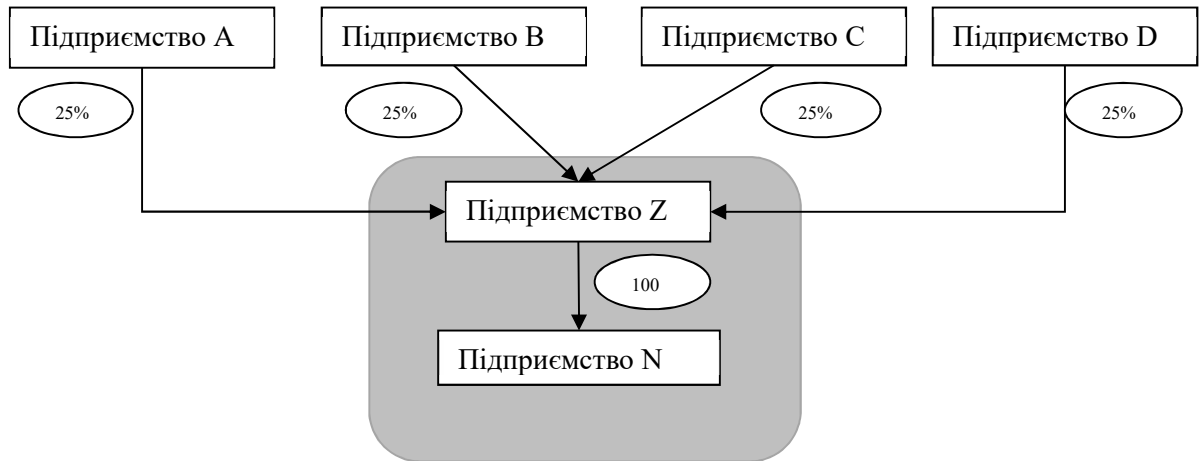 Підприємство A
Підприємство B
Підприємство C
Підприємство D
25%
25%
25%
25%
Підприємство Z
100
Підприємство N